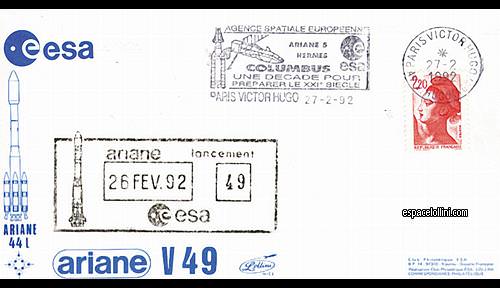 esa
AGENCE SPATIALE EUROPEENNE
ARIANE 5
HERMES
esa
COLUMBUS
UNE DECADE POUR
PREPARER LE XXIe SIECLE
PARIS VICTOR HUGO 27-2-92
PARIS VICTOR HUGO
27-2
1992
2,20
REPUBLIQUE FRANÇAISE
ariane lancement
26 FEV. 92 49
esa
ARIANE
44 L
ariane V 49
Lollini
espacelollini.com